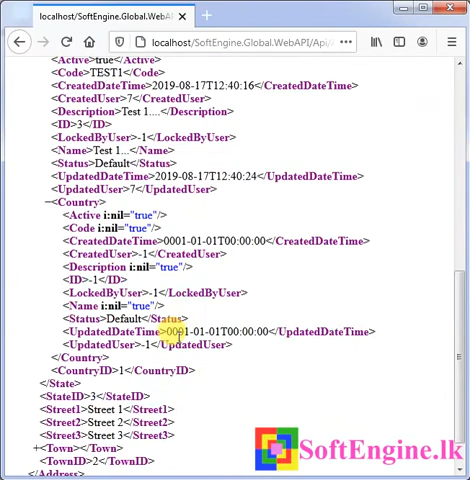 localhost/SoftEngine.Global.WebAPI
localhost/SoftEngine.Global.WebAPI/Api/
<Active>true</Active>
<Code>TEST1</Code>
<CreatedDateTime>2019-08-17T12:40:16</CreatedDateTime>
<CreatedUser>7</CreatedUser>
<Description>Test 1....</Description>
<ID>3</ID>
<LockedByUser>-1</LockedByUser>
<Name>Test 1...</Name>
<Status>Default</Status>
<UpdatedDateTime>2019-08-17T12:40:24</UpdatedDateTime>
<UpdatedUser>7</UpdatedUser>
—<Country>
<Active i:nil="true"/>
<Code i:nil="true"/>
<CreatedDateTime>0001-01-01T00:00:00</CreatedDateTime>
<CreatedUser>-1</CreatedUser>
<Description i:nil="true"/>
<ID>-1</ID>
<LockedByUser>-1</LockedByUser>
<Name i:nil="true"/>
<Status>Default</Status>
<UpdatedDateTime>0001-01-01T00:00:00</UpdatedDateTime>
<UpdatedUser>-1</UpdatedUser>
</Country>
<CountryID>1</CountryID>
</State>
<StateID>3</StateID>
<Street1>Street 1</Street1>
<Street2>Street 2</Street2>
<Street3>Street 3</Street3>
+<Town></Town>
<TownID>2</TownID>
</Address>
SoftEngine.lk